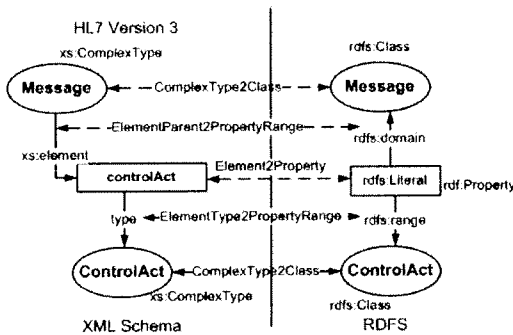 HL7 Version 3
xs:ComplexType
rdfs:Class
Message
ComplexType2Class
Message
ElementParent2PropertyRange
rdfs:domain
xs:element
Element2Property
controlAct
rdfs:Literal
rdf:Property
type
ElementType2PropertyRange
rdfs:range
ControlAct
ComplexType2Class
ControlAct
xs:ComplexType
rdfs:Class
XML Schema
RDFS